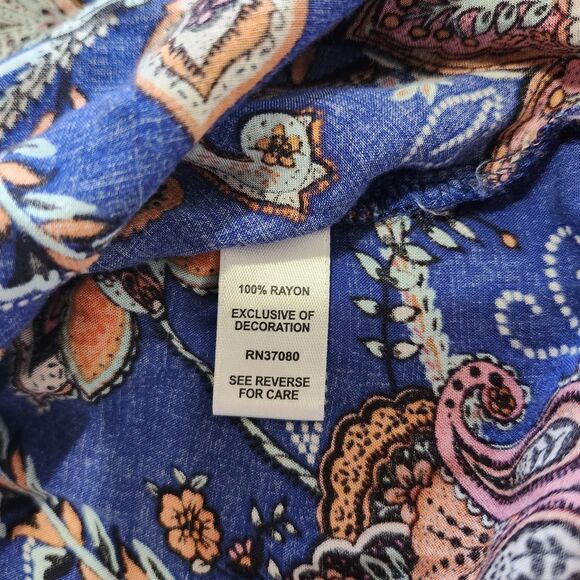 100% RAYON
EXCLUSIVE OF
DECORATION
RN37080
SEE REVERSE
FOR CARE